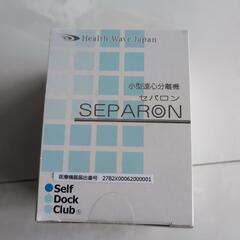 Health Wave Japan
小型遠心分離機
セパロン
SEPARON
医療機器届出番号 27B2X00062000001
Self
Dock
Club®